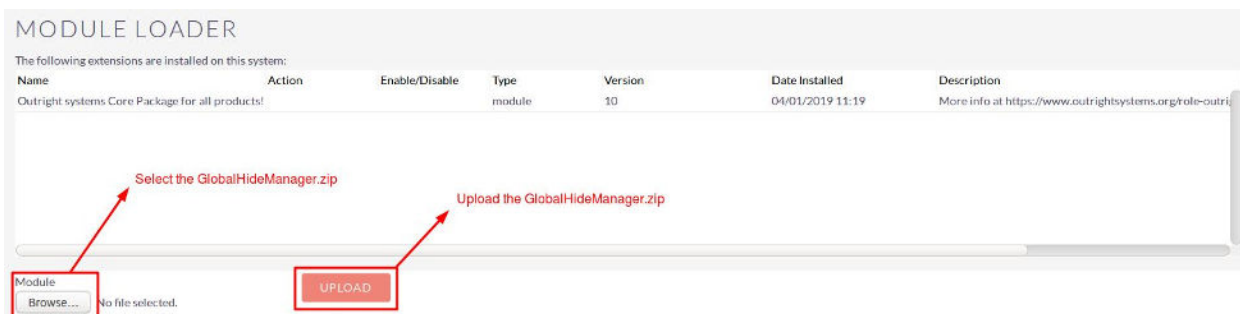 MODULE LOADER
The following extensions are installed on this system:
Name Action Enable/Disable Type Version Date Installed Description
Outright systems Core Package for all products! module 10 04/01/2019 11:19 More info at https://www.outrightsystems.org/role-outri
Select the GlobalHideManager.zip
Upload the GlobalHideManager.zip
Module
UPLOAD
Browse... No file selected.